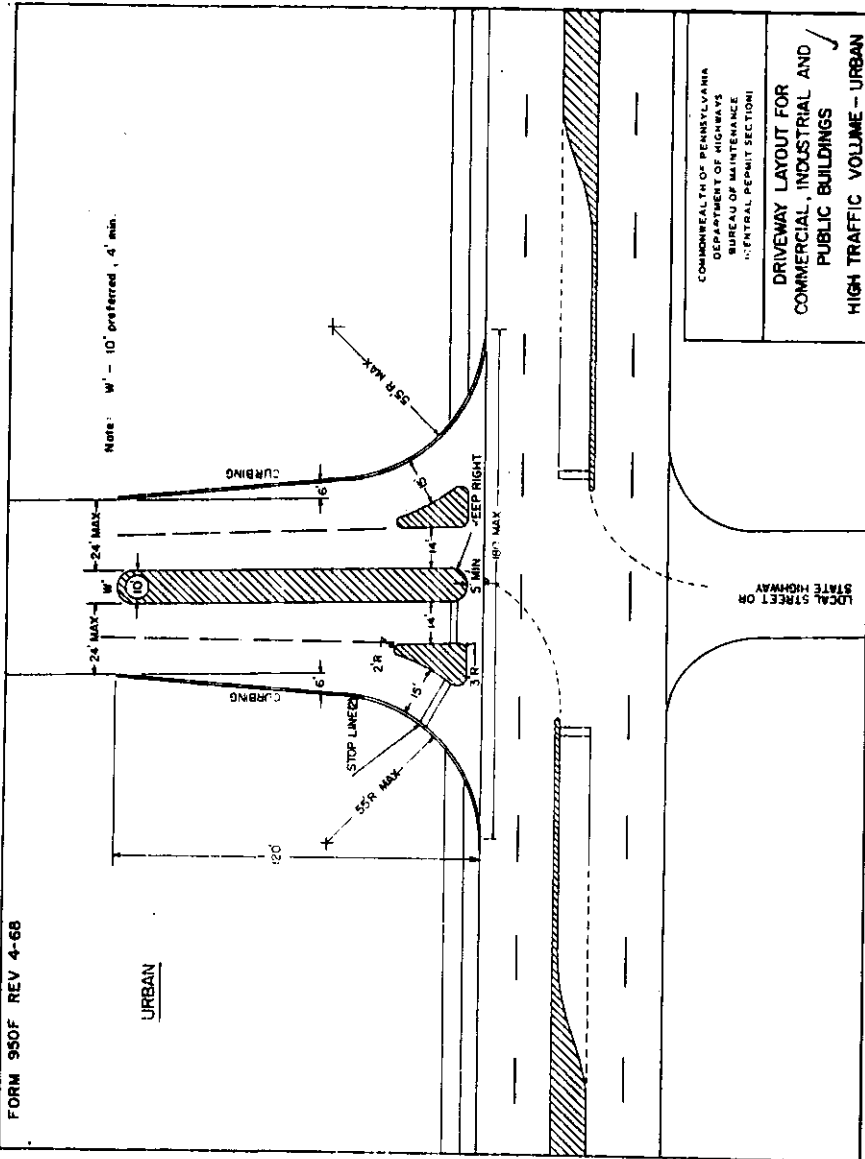 FORM 950F REV 4-68
URBAN
Note: W' - 10' preferred, 4' min.
24' MAX
W'
24' MAX
10'
CURBING
CURBING
6'
6'
120'
STOP LINE(2)
55'R MAX
55'R MAX
15'
2'R
3'R
14'
14'
5' MIN
KEEP RIGHT
LOCAL STREET OR
STATE HIGHWAY
COMMONWEALTH OF PENNSYLVANIA
DEPARTMENT OF HIGHWAYS
BUREAU OF MAINTENANCE
(CENTRAL PERMIT SECTION)
DRIVEWAY LAYOUT FOR
COMMERCIAL, INDUSTRIAL AND
PUBLIC BUILDINGS
HIGH TRAFFIC VOLUME - URBAN